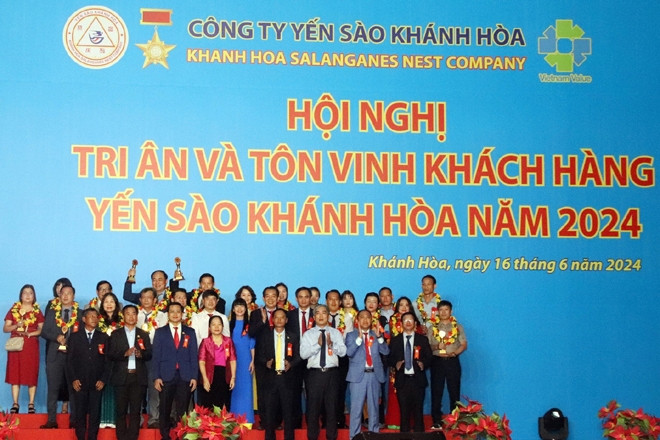 CÔNG TY YẾN SÀO KHÁNH HÒA
KHANH HOA SALANGANES NEST COMPANY
Vietnam Value
HỘI NGHỊ
TRI ÂN VÀ TÔN VINH KHÁCH HÀNG
YẾN SÀO KHÁNH HÒA NĂM 2024
Khánh Hòa, ngày 16 tháng 6 năm 2024